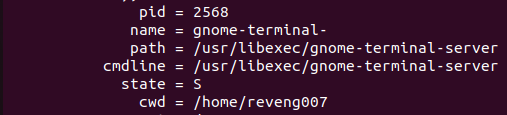 pid = 2568
name = gnome-terminal-
path = /usr/libexec/gnome-terminal-server
cmdline = /usr/libexec/gnome-terminal-server
state = S
cwd = /home/reveng007